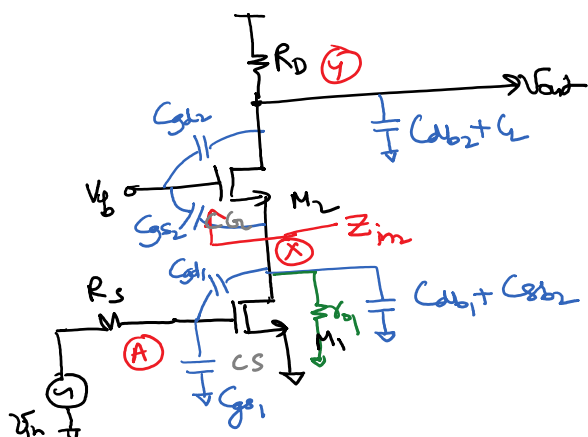 RD
Y
Vout
Cgd2
Cdb2 + CL
Vb
M2
Cgs2
CG
Zin2
X
Cgd1
RS
ro1
Cdb1 + Csb2
A
M1
CS
Cgs1
Vin